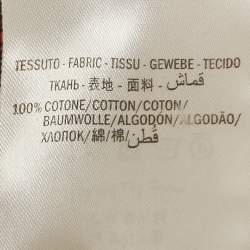 TESSUTO - FABRIC - TISSU - GEWEBE - TECIDO
ТКАНЬ - 表地 - 面料 - قماش
100% COTONE/COTTON/COTON/
BAUMWOLLE/ALGODÓN/ALGODÃO/
ХЛОПОК/綿/棉/قطن